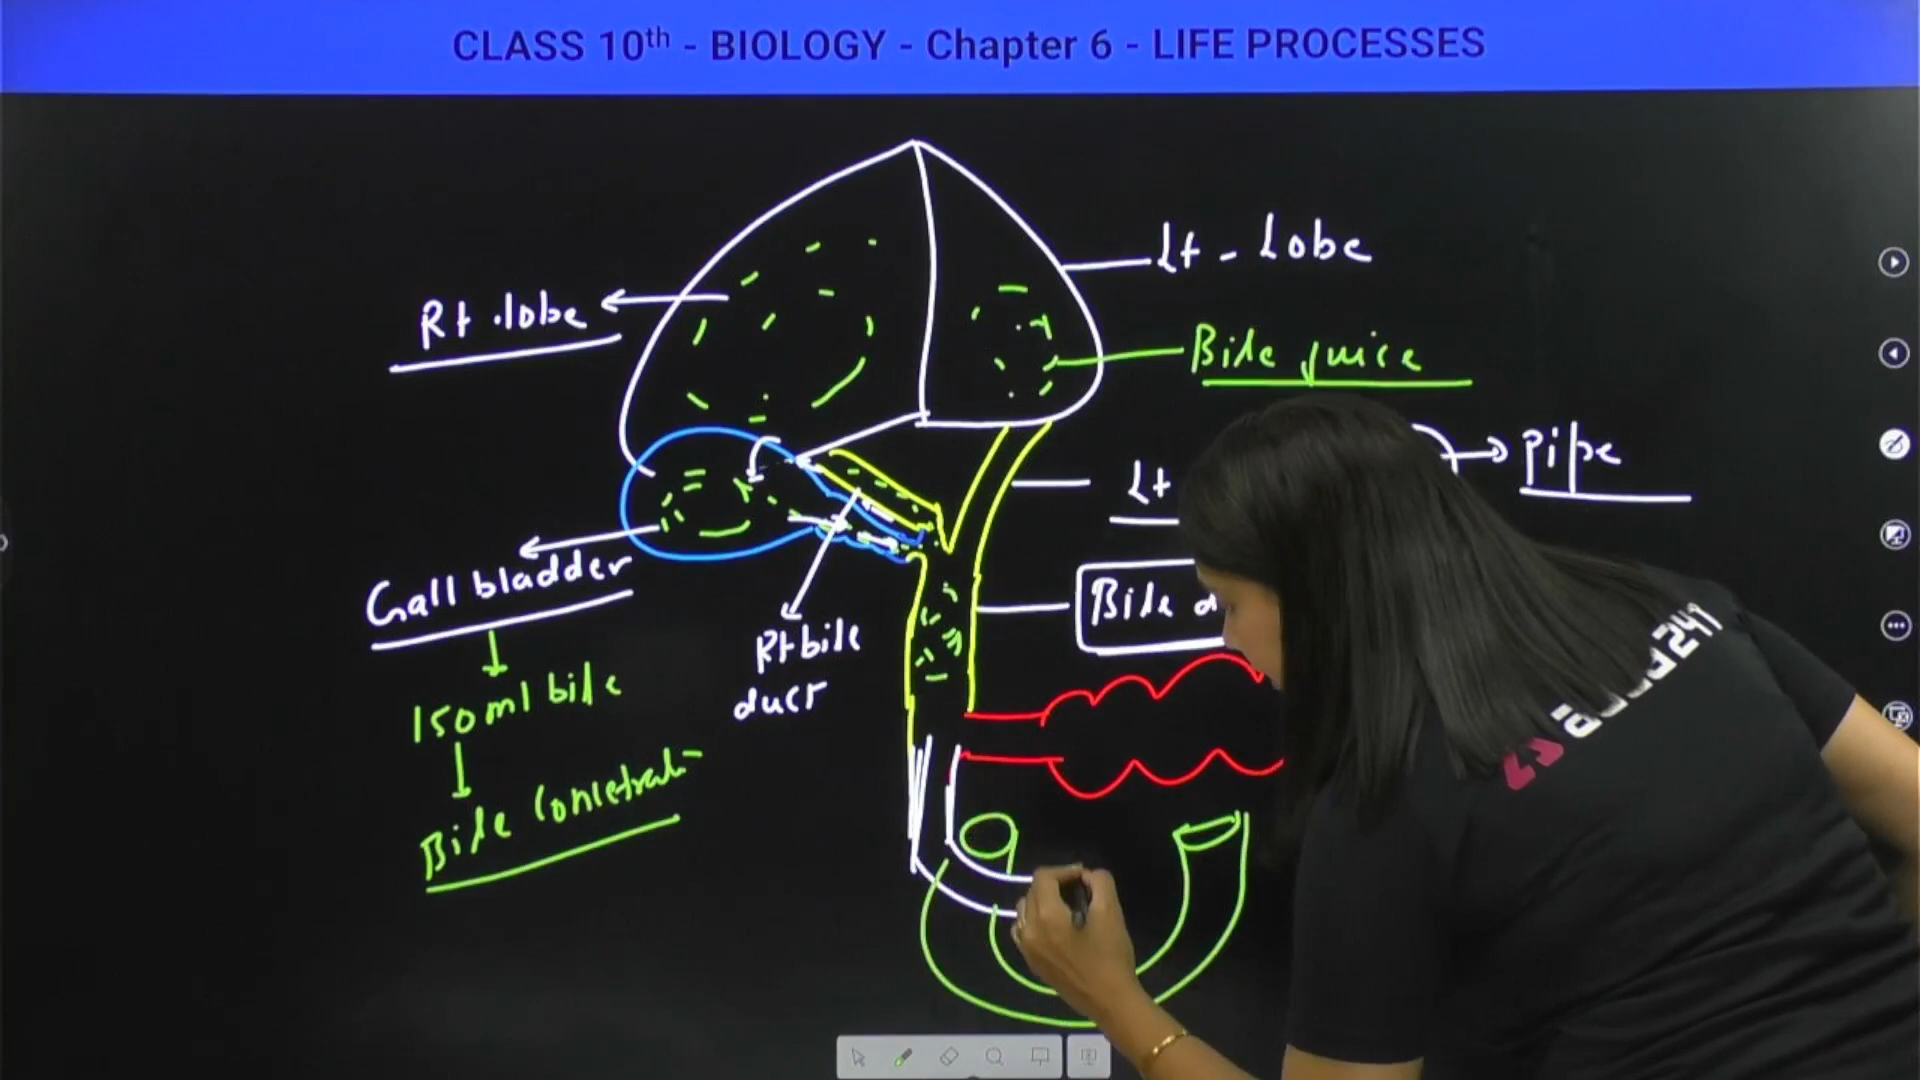 CLASS 10th - BIOLOGY - Chapter 6 - LIFE PROCESSES
Lt - Lobe
Rt lobe
Bile juice
Pipe
Lt
Gall bladder
Bile d
Rt bile
duct
150ml bile
Bile